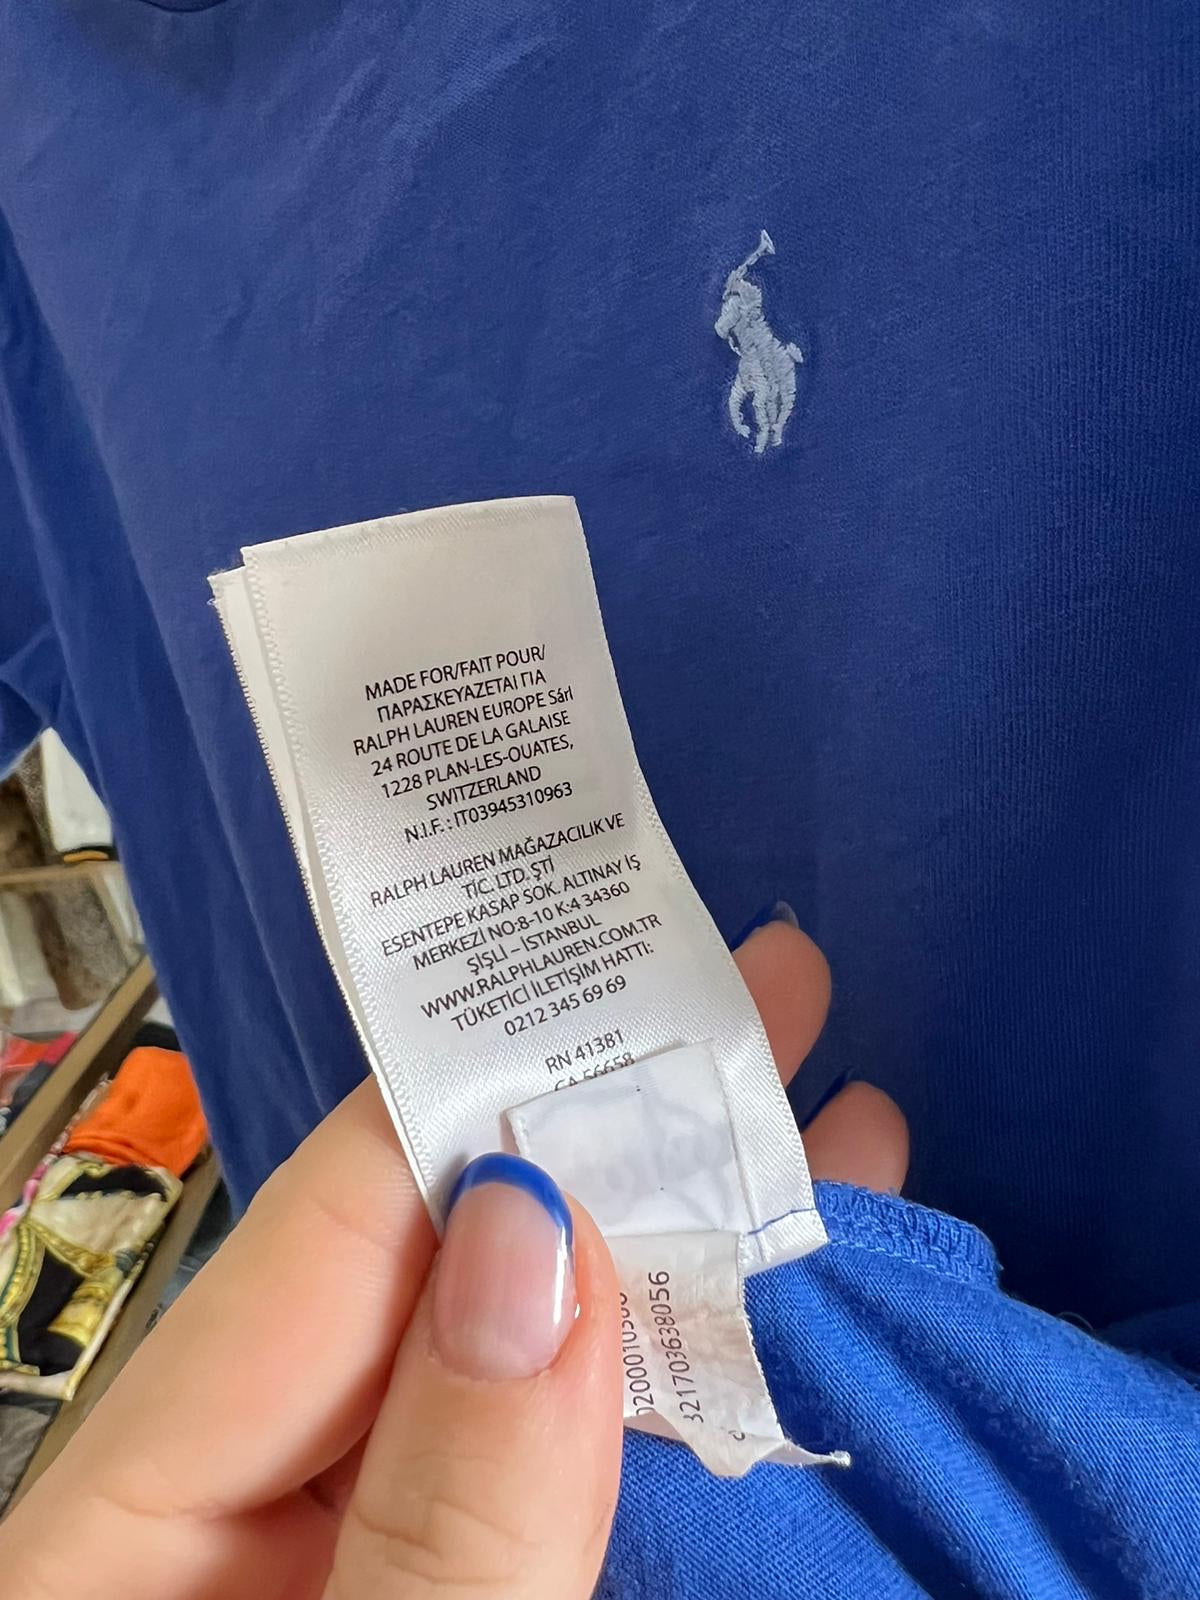 MADE FOR/FAIT POUR/
ΠΑΡΑΣΚΕΥΑΖΕΤΑΙ ΓΙΑ
RALPH LAUREN EUROPE Sárl
24 ROUTE DE LA GALAISE
1228 PLAN-LES-OUATES,
SWITZERLAND
N.I.F. : IT03945310963
RALPH LAUREN MAĞAZACILIK VE
TİC. LTD. ŞTİ
ESENTEPE KASAP SOK. ALTINAY İŞ
MERKEZİ NO:8-10 K:4 34360
ŞİŞLİ – İSTANBUL
WWW.RALPHLAUREN.COM.TR
TÜKETİCİ İLETİŞİM HATTI:
0212 345 69 69
RN 41381
CA 56658
321703638056